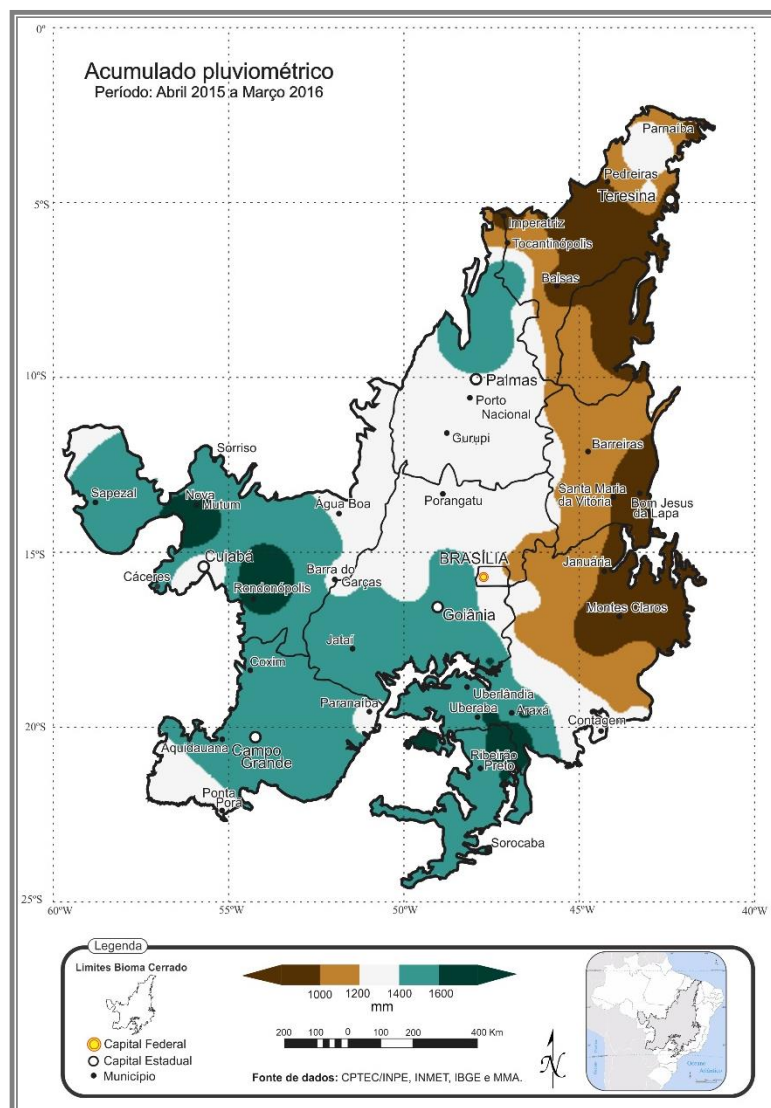 0°
Acumulado pluviométrico
Período: Abril 2015 a Março 2016
Parnaíba
Pedreiras
Teresina
5°S
Imperatriz
Tocantinópolis
Balsas
10°S
Palmas
Porto
Nacional
Gurupi
Barreiras
Sorriso
Sapezal
Nova
Mutum
Água Boa
Porangatu
Santa Maria
da Vitória
Bom Jesus
da Lapa
15°S
Cuiabá
BRASÍLIA
Januária
Cáceres
Barra do
Garças
Rondonópolis
Goiânia
Montes Claros
Jataí
Coxim
Paranaíba
Uberlândia
Uberaba
Araxá
Contagem
20°S
Aquidauana
Campo
Grande
Ribeirão
Preto
Ponta
Porã
Sorocaba
25°S
60°W
55°W
50°W
45°W
40°W
Legenda
Limites Bioma Cerrado
1000
1200
1400
1600
mm
Capital Federal
Capital Estadual
Município
200
100
0
100
200
400 Km
N
Fonte de dados: CPTEC/INPE, INMET, IBGE e MMA.
Oceano
Atlântico